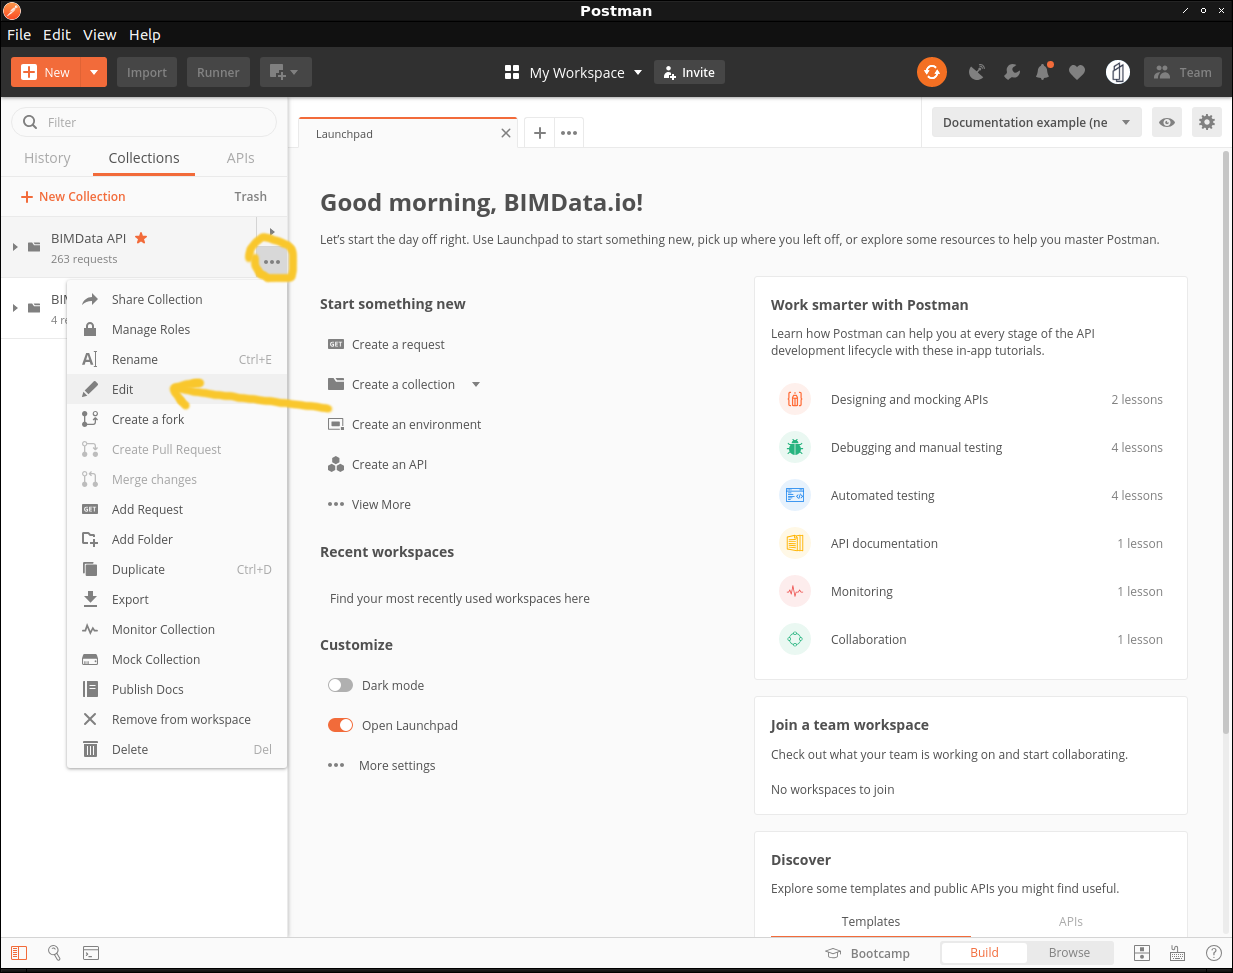 Postman
File Edit View Help
New Import Runner My Workspace Invite Team
Filter
History Collections APIs
New Collection Trash
BIMData API
263 requests
Launchpad
Documentation example (ne
Good morning, BIMData.io!
Let's start the day off right. Use Launchpad to start something new, pick up where you left off, or explore some resources to help you master Postman.
BIM
4 re
Share Collection
Manage Roles
Rename Ctrl+E
Edit
Create a fork
Create Pull Request
Merge changes
GET Add Request
Add Folder
Duplicate Ctrl+D
Export
Monitor Collection
Mock Collection
Publish Docs
Remove from workspace
Delete Del
Start something new
GET Create a request
Create a collection
Create an environment
Create an API
View More
Recent workspaces
Find your most recently used workspaces here
Customize
Dark mode
Open Launchpad
More settings
Work smarter with Postman
Learn how Postman can help you at every stage of the API
development lifecycle with these in-app tutorials.
Designing and mocking APIs 2 lessons
Debugging and manual testing 4 lessons
Automated testing 4 lessons
API documentation 1 lesson
Monitoring 1 lesson
Collaboration 1 lesson
Join a team workspace
Check out what your team is working on and start collaborating.
No workspaces to join
Discover
Explore some templates and public APIs you might find useful.
Templates APIs
Bootcamp Build Browse